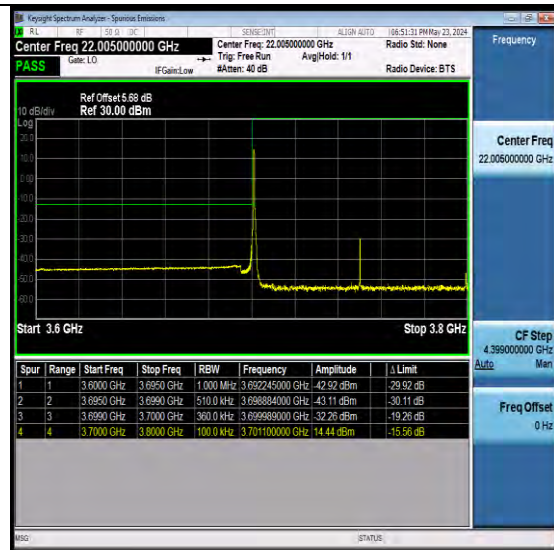 Keysight Spectrum Analyzer - Spurious Emissions
RL RF 50 Ω DC SENSE:INT ALIGN AUTO 06:51:31 PM May 23, 2024
Center Freq 22.005000000 GHz Center Freq: 22.005000000 GHz Radio Std: None Frequency
PASS Gate: LO Trig: Free Run Avg|Hold: 1/1
IFGain:Low #Atten: 40 dB Radio Device: BTS
Ref Offset 5.68 dB
10 dB/div Ref 30.00 dBm
Log
20.0
10.0
0.00
-10.0
-20.0
-30.0
-40.0
-50.0
-60.0
Start 3.6 GHz Stop 3.8 GHz
Center Freq
22.005000000 GHz
CF Step
4.399000000 GHz
Auto Man
Freq Offset
0 Hz
Spur Range Start Freq Stop Freq RBW Frequency Amplitude Δ Limit
1 1 3.6000 GHz 3.6950 GHz 1.000 MHz 3.692245000 GHz -42.92 dBm -29.92 dB
2 2 3.6950 GHz 3.6990 GHz 510.0 kHz 3.698884000 GHz -43.11 dBm -30.11 dB
3 3 3.6990 GHz 3.7000 GHz 360.0 kHz 3.699989000 GHz -32.26 dBm -19.26 dB
4 4 3.7000 GHz 3.8000 GHz 100.0 kHz 3.701100000 GHz 14.44 dBm -15.56 dB
MSG STATUS